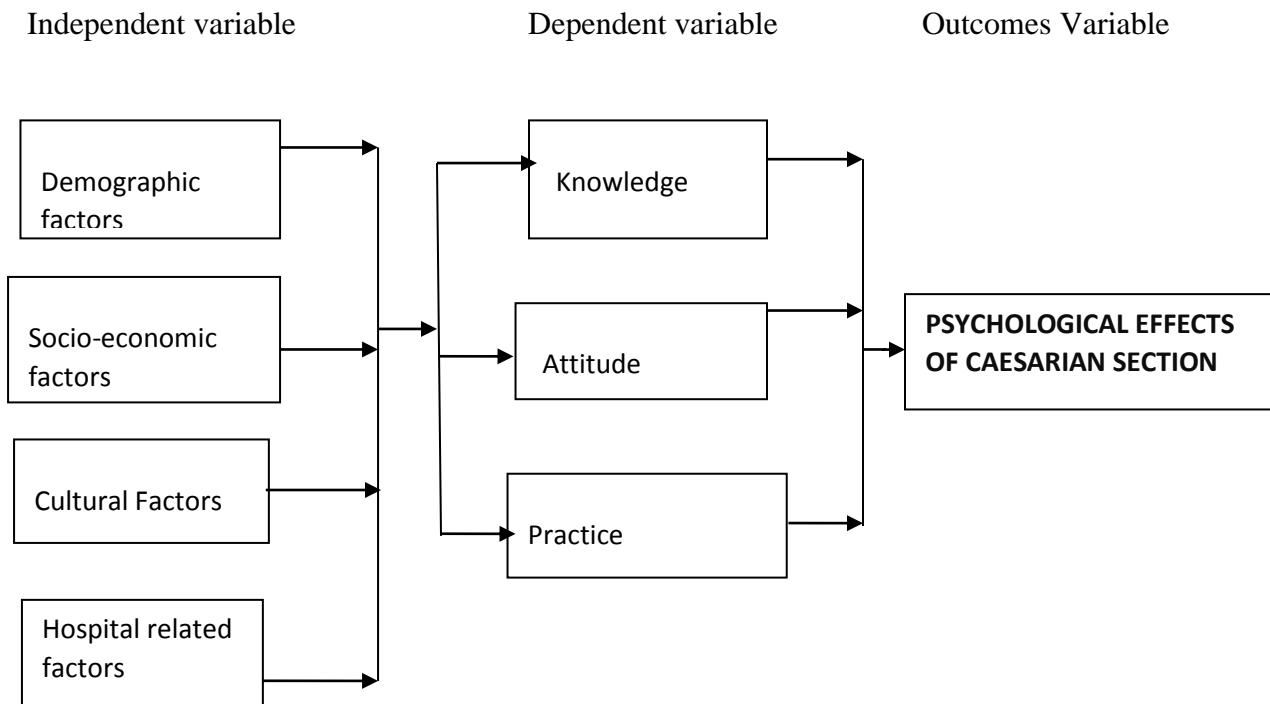 Independent variable Dependent variable Outcomes Variable
Demographic
factors
Socio-economic
factors
Cultural Factors
Hospital related
factors
Knowledge
Attitude
Practice
PSYCHOLOGICAL EFFECTS
OF CAESARIAN SECTION